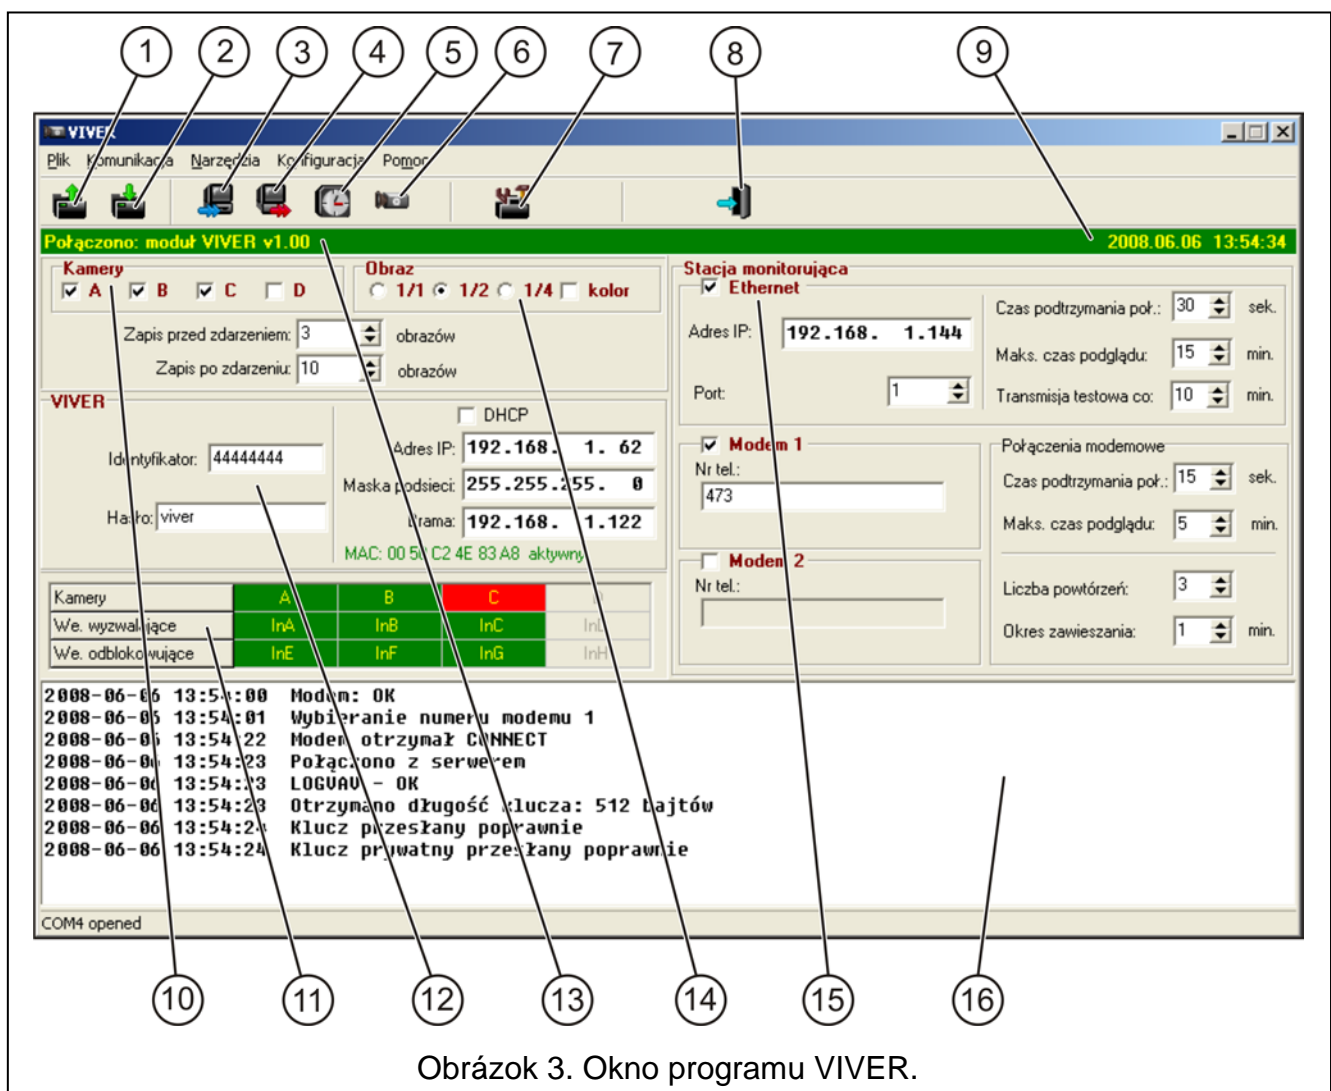 1 2 3 4 5 6 7 8 9
VIVER
Plik Komunikacja Narzędzia Konfiguracja Pomoc
Połączono: moduł VIVER v1.00 2008.06.06 13:54:34
Kamery
A B C D
Obraz
1/1 1/2 1/4 kolor
Zapis przed zdarzeniem: 3 obrazów
Zapis po zdarzeniu: 10 obrazów
Stacja monitorująca
Ethernet
Adres IP: 192.168. 1.144
Port: 1
Czas podtrzymania poł.: 30 sek.
Maks. czas podglądu: 15 min.
Transmisja testowa co: 10 min.
VIVER
Identyfikator: 44444444
Hasło: viver
DHCP
Adres IP: 192.168. 1. 62
Maska podsieci: 255.255.255. 0
Brama: 192.168. 1.122
MAC: 00 50 C2 4E 83 A8 aktywny
Modem 1
Nr tel.:
473
Modem 2
Nr tel.:
Połączenia modemowe
Czas podtrzymania poł.: 15 sek.
Maks. czas podglądu: 5 min.
Liczba powtórzeń: 3
Okres zawieszania: 1 min.
Kamery A B C D
We. wyzwalające InA InB InC InD
We. odblokowujące InE InF InG InH
2008-06-06 13:54:00 Modem: OK
2008-06-06 13:54:01 Wybieranie numeru modemu 1
2008-06-06 13:54:22 Modem otrzymał CONNECT
2008-06-06 13:54:23 Połączono z serwerem
2008-06-06 13:54:23 LOGVAV - OK
2008-06-06 13:54:23 Otrzymano długość klucza: 512 bajtów
2008-06-06 13:54:24 Klucz przesłany poprawnie
2008-06-06 13:54:24 Klucz prywatny przesłany poprawnie
COM4 opened
10 11 12 13 14 15 16
Obrázok 3. Okno programu VIVER.